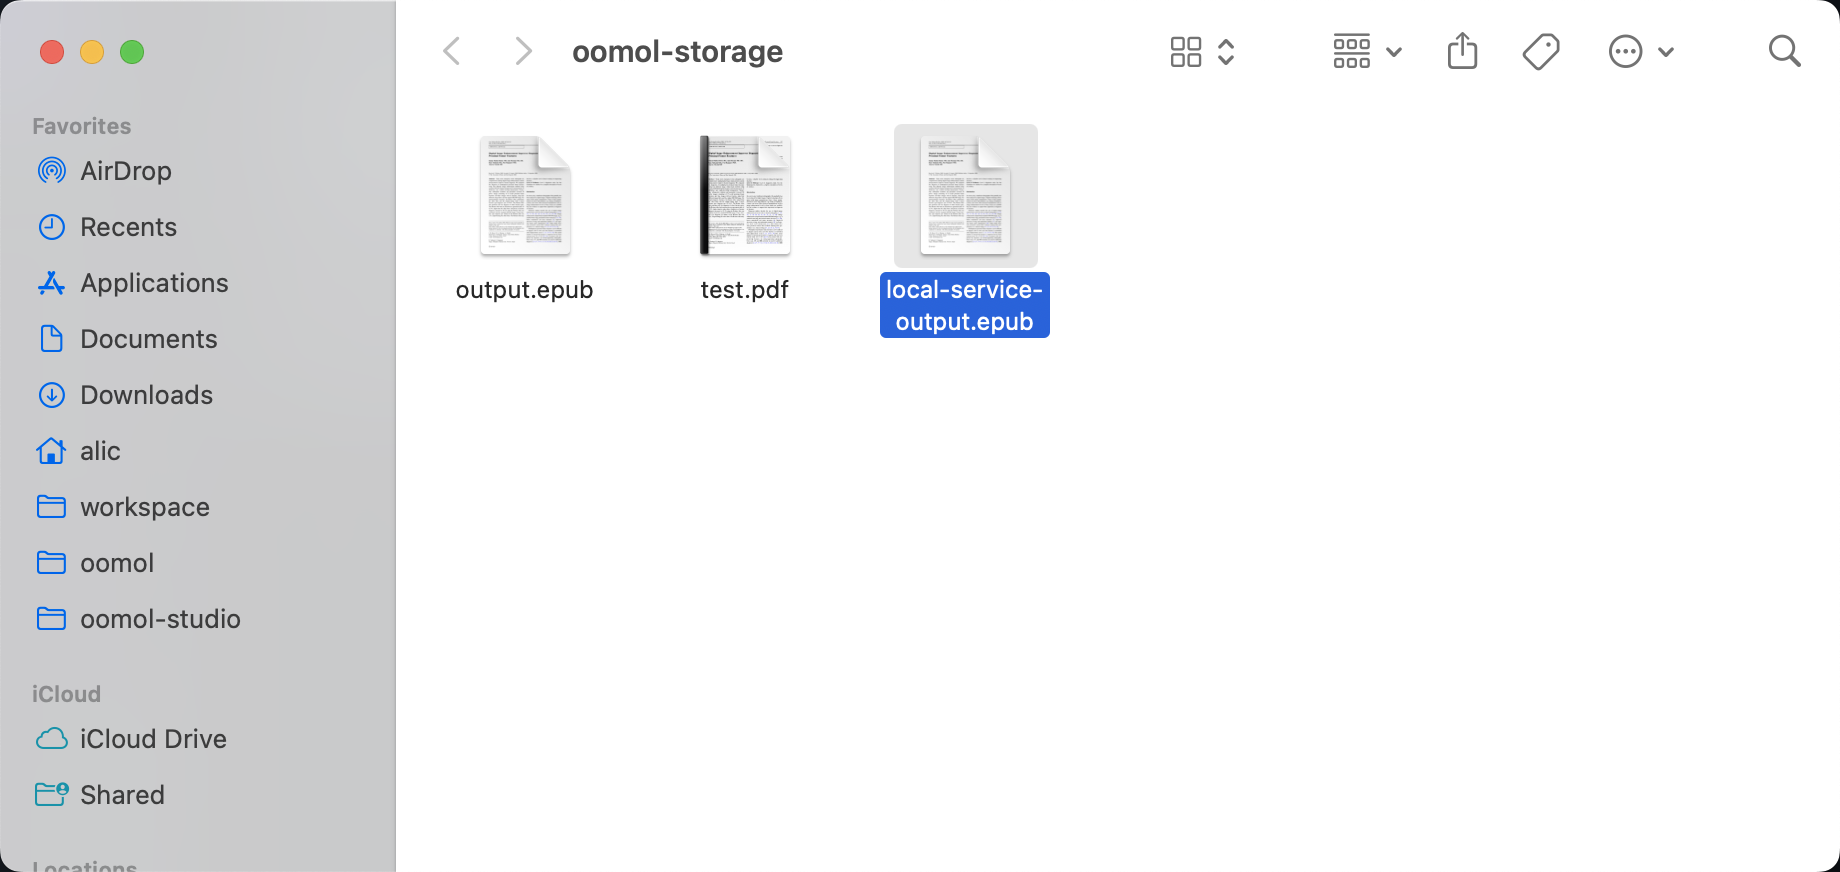 oomol-storage
Favorites
AirDrop
Recents
Applications
Documents
Downloads
alic
workspace
oomol
oomol-studio
iCloud
iCloud Drive
Shared
Locations
output.epub
test.pdf
local-service-
output.epub